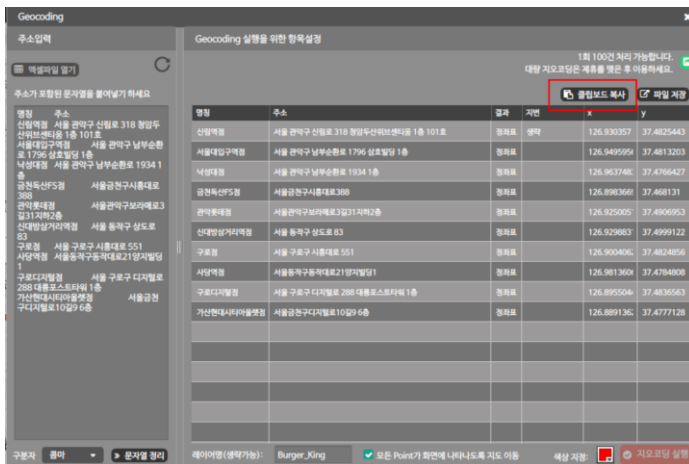 Geocoding
주소입력
엑셀파일 열기
주소가 포함된 문자열을 붙여넣기 하세요
명칭 주소
신림역점 서울 관악구 신림로 318 청암두
산위브센티움 1층 101호
서울대입구역점 서울 관악구 남부순환
로 1796 삼호빌딩 1층
낙성대점 서울 관악구 남부순환로 1934 1
층
금천독산FS점 서울금천구시흥대로
388
관악롯데점 서울관악구보라매로3
길31지하2층
신대방삼거리역점 서울 동작구 상도로
83
구로점 서울 구로구 시흥대로 551
사당역점 서울동작구동작대로21양지빌딩
1
구로디지털점 서울 구로구 디지털로
288 대륭포스트타워 1층
가산현대시티아울렛점 서울금천
구디지털로10길9 6층
구분자 콤마 문자열 정리
Geocoding 실행을 위한 항목설정
1회 100건 처리 가능합니다.
대량 지오코딩은 제휴를 맺은 후 이용하세요.
클립보드 복사 파일 저장
명칭 주소 결과 지번 x y
신림역점 서울 관악구 신림로 318 청암두산위브센티움 1층 101호 정좌표 생략 126.930357 37.4825443
서울대입구역점 서울 관악구 남부순환로 1796 삼호빌딩 1층 정좌표 126.949595 37.4813203
낙성대점 서울 관악구 남부순환로 1934 1층 정좌표 126.963748 37.4766427
금천독산FS점 서울금천구시흥대로388 정좌표 126.898366 37.468131
관악롯데점 서울관악구보라매로3길31지하2층 정좌표 126.925005 37.4906953
신대방삼거리역점 서울 동작구 상도로 83 정좌표 126.929883 37.4999122
구로점 서울 구로구 시흥대로 551 정좌표 126.900406 37.4824856
사당역점 서울동작구동작대로21양지빌딩1 정좌표 126.981360 37.4784808
구로디지털점 서울 구로구 디지털로 288 대륭포스트타워 1층 정좌표 126.895504 37.4836563
가산현대시티아울렛점 서울금천구디지털로10길9 6층 정좌표 126.889136 37.4777128
레이어명(생략가능): Burger_King 모든 Point가 화면에 나타나도록 지도 이동 색상 지정: 지오코딩 실행